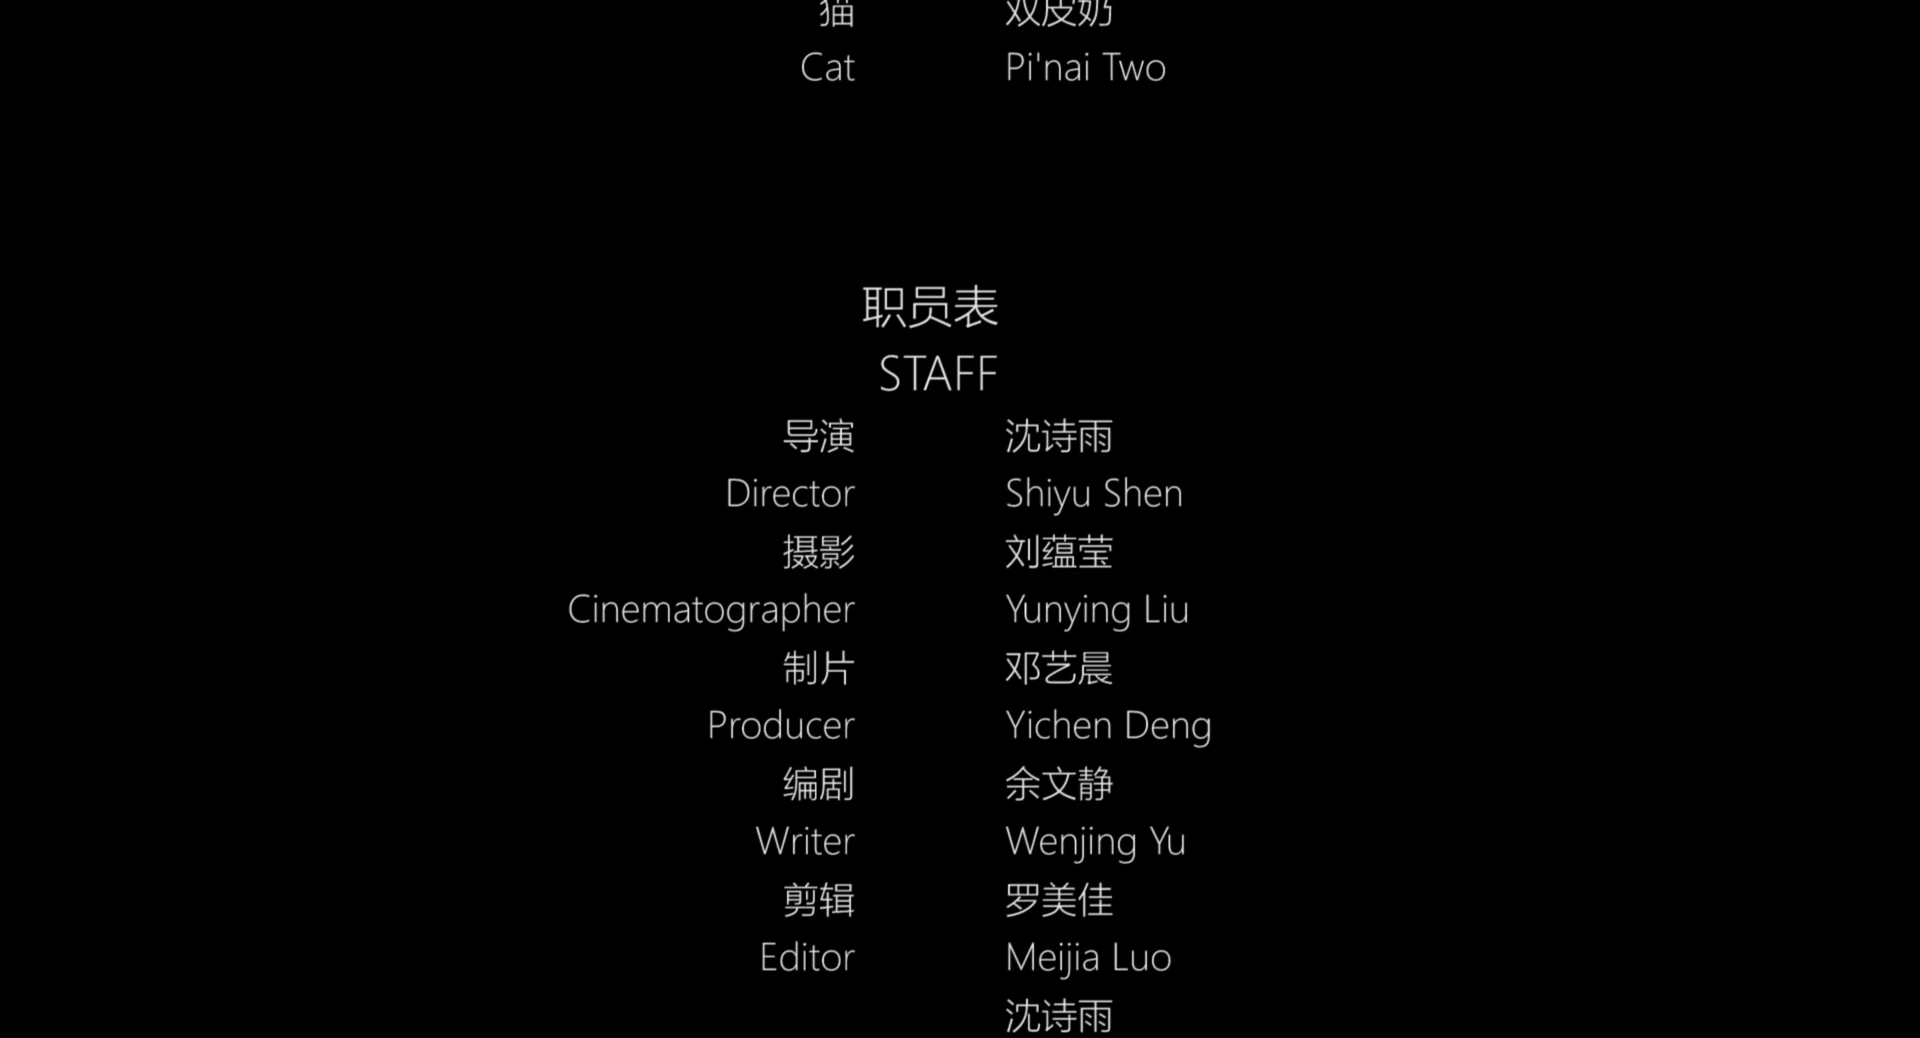 猫 双皮奶
Cat Pi'nai Two
职员表
STAFF
导演 沈诗雨
Director Shiyu Shen
摄影 刘蕴莹
Cinematographer Yunying Liu
制片 邓艺晨
Producer Yichen Deng
编剧 余文静
Writer Wenjing Yu
剪辑 罗美佳
Editor Meijia Luo
沈诗雨